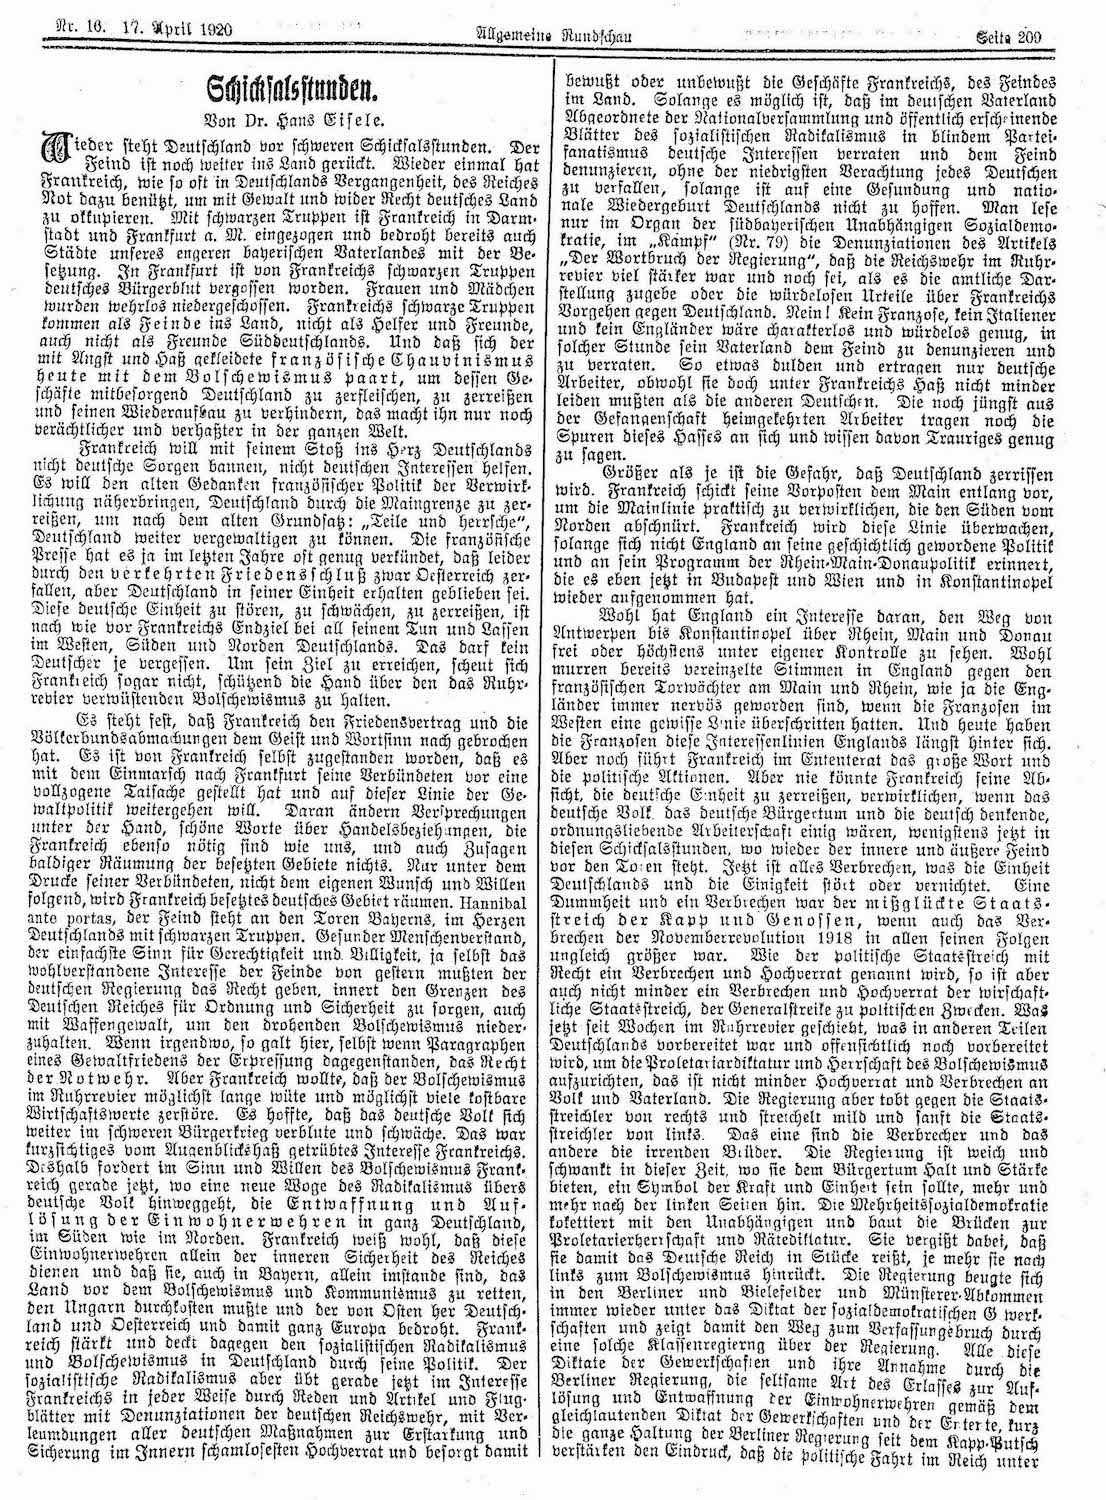 Nr. 16. 17. April 1920
Allgemeine Rundschau
Seite 209
Schicksalsstunden.
Von Dr. Hans Eisele.
Wieder steht Deutschland vor schweren Schicksalsstunden. Der
Feind ist noch weiter ins Land gerückt. Wieder einmal hat
Frankreich, wie so oft in Deutschlands Vergangenheit, des Reiches
Not dazu benützt, um mit Gewalt und wider Recht deutsches Land
zu okkupieren. Mit schwarzen Truppen ist Frankreich in Darm-
stadt und Frankfurt a. M. eingezogen und bedroht bereits auch
Städte unseres engeren bayerischen Vaterlandes mit der Be-
setzung. In Frankfurt ist von Frankreichs schwarzen Truppen
deutsches Bürgerblut vergossen worden. Frauen und Mädchen
wurden wehrlos niedergeschossen. Frankreichs schwarze Truppen
kommen als Feinde ins Land, nicht als Helfer und Freunde,
auch nicht als Freunde Süddeutschlands. Und daß sich der
mit Angst und Haß gekleidete französische Chauvinismus
heute mit dem Bolschewismus paart, um dessen Ge-
schäfte mitbesorgend Deutschland zu zerfleischen, zu zerreißen
und seinen Wiederaufbau zu verhindern, das macht ihn nur noch
verächtlicher und verhaßter in der ganzen Welt.
Frankreich will mit seinem Stoß ins Herz Deutschlands
nicht deutsche Sorgen bannen, nicht deutschen Interessen helfen.
Es will den alten Gedanken französischer Politik der Verwirk-
lichung näherbringen, Deutschland durch die Maingrenze zu zer-
reißen, um nach dem alten Grundsatz: „Teile und herrsche“,
Deutschland weiter vergewaltigen zu können. Die französische
Presse hat es ja im letzten Jahre oft genug verkündet, daß leider
durch den verkehrten Friedensschluß zwar Oesterreich zer-
fallen, aber Deutschland in seiner Einheit erhalten geblieben sei.
Diese deutsche Einheit zu stören, zu schwächen, zu zerreißen, ist
nach wie vor Frankreichs Endziel bei all seinem Tun und Lassen
im Westen, Süden und Norden Deutschlands. Das darf kein
Deutscher je vergessen. Um sein Ziel zu erreichen, scheut sich
Frankreich sogar nicht, schützend die Hand über den das Ruhr-
revier verwüstenden Bolschewismus zu halten.
Es steht fest, daß Frankreich den Friedensvertrag und die
Völkerbundsabmachungen dem Geist und Wortsinn nach gebrochen
hat. Es ist von Frankreich selbst zugestanden worden, daß es
mit dem Einmarsch nach Frankfurt seine Verbündeten vor eine
vollzogene Tatsache gestellt hat und auf dieser Linie der Ge-
waltpolitik weitergehen will. Daran ändern Versprechungen
unter der Hand, schöne Worte über Handelsbeziehungen, die
Frankreich ebenso nötig sind wie uns, und auch Zusagen
baldiger Räumung der besetzten Gebiete nichts. Nur unter dem
Drucke seiner Verbündeten, nicht dem eigenen Wunsch und Willen
folgend, wird Frankreich besetztes deutsches Gebiet räumen. Hannibal
anto portas, der Feind steht an den Toren Bayerns, im Herzen
Deutschlands mit schwarzen Truppen. Gesunder Menschenverstand,
der einfachste Sinn für Gerechtigkeit und Billigkeit, ja selbst das
wohlverstandene Interesse der Feinde von gestern mußten der
deutschen Regierung das Recht geben, innert den Grenzen des
Deutschen Reiches für Ordnung und Sicherheit zu sorgen, auch
mit Waffengewalt, um den drohenden Bolschewismus nieder-
zuhalten. Wenn irgendwo, so galt hier, selbst wenn Paragraphen
eines Gewaltfriedens der Erpressung dagegenstanden, das Recht
der Notwehr. Aber Frankreich wollte, daß der Bolschewismus
im Ruhrrevier möglichst lange wüte und möglichst viele kostbare
Wirtschaftswerte zerstöre. Es hoffte, daß das deutsche Volk sich
weiter im schweren Bürgerkrieg verblute und schwäche. Das war
kurzsichtiges vom Augenblickshaß getrübtes Interesse Frankreichs.
Deshalb fordert im Sinn und Willen des Bolschewismus Frank-
reich gerade jetzt, wo eine neue Woge des Radikalismus übers
deutsche Volk hinweggeht, die Entwaffnung und Auf-
lösung der Einwohnerwehren in ganz Deutschland,
im Süden wie im Norden. Frankreich weiß wohl, daß diese
Einwohnerwehren allein der inneren Sicherheit des Reiches
dienen und daß sie, auch in Bayern, allein imstande sind, das
Land vor dem Bolschewismus und Kommunismus zu retten,
den Ungarn durchkosten mußte und der von Osten her Deutsch-
land und Oesterreich und damit ganz Europa bedroht. Frank-
reich stärkt und deckt dagegen den sozialistischen Radikalismus
und Bolschewismus in Deutschland durch seine Politik. Der
sozialistische Radikalismus aber übt gerade jetzt im Interesse
Frankreichs in jeder Weise durch Reden und Artikel und Flug-
blätter mit Denunziationen der deutschen Reichswehr, mit Ver-
leumdungen aller deutschen Maßnahmen zur Erstarkung und
Sicherung im Innern schamlosesten Hochverrat und besorgt damit
bewußt oder unbewußt die Geschäfte Frankreichs, des Feindes
im Land. Solange es möglich ist, daß im deutschen Vaterland
Abgeordnete der Nationalversammlung und öffentlich erscheinende
Blätter des sozialistischen Radikalismus in blindem Partei-
fanatismus deutsche Interessen verraten und dem Feind
denunzieren, ohne der niedrigsten Verachtung jedes Deutschen
zu verfallen, solange ist auf eine Gesundung und natio-
nale Wiedergeburt Deutschlands nicht zu hoffen. Man lese
nur im Organ der südbayerischen Unabhängigen Sozialdemo-
kratie, im „Kampf“ (Nr. 79) die Denunziationen des Artikels
„Der Wortbruch der Regierung“, daß die Reichswehr im Ruhr-
revier viel stärker war und noch sei, als es die amtliche Dar-
stellung zugebe oder die würdelosen Urteile über Frankreichs
Vorgehen gegen Deutschland. Nein! Kein Franzose, kein Italiener
und kein Engländer wäre charakterlos und würdelos genug, in
solcher Stunde sein Vaterland dem Feind zu denunzieren und
zu verraten. So etwas dulden und ertragen nur deutsche
Arbeiter, obwohl sie doch unter Frankreichs Haß nicht minder
leiden mußten als die anderen Deutschen. Die noch jüngst aus
der Gefangenschaft heimgekehrten Arbeiter tragen noch die
Spuren dieses Hasses an sich und wissen davon Trauriges genug
zu sagen.
Größer als je ist die Gefahr, daß Deutschland zerrissen
wird. Frankreich schickt seine Vorposten dem Main entlang vor,
um die Mainlinie praktisch zu verwirklichen, die den Süden vom
Norden abschnürt. Frankreich wird diese Linie überwachen,
solange sich nicht England an seine geschichtlich gewordene Politik
und an sein Programm der Rhein-Main-Donaupolitik erinnert,
die es eben jetzt in Budapest und Wien und in Konstantinopel
wieder aufgenommen hat.
Wohl hat England ein Interesse daran, den Weg von
Antwerpen bis Konstantinopel über Rhein, Main und Donau
frei oder höchstens unter eigener Kontrolle zu sehen. Wohl
murren bereits vereinzelte Stimmen in England gegen den
französischen Torwächter am Main und Rhein, wie ja die Eng-
länder immer nervös geworden sind, wenn die Franzosen im
Westen eine gewisse Linie überschritten hatten. Und heute haben
die Franzosen diese Interessenlinien Englands längst hinter sich.
Aber noch führt Frankreich im Ententerat das große Wort und
die politische Aktionen. Aber nie könnte Frankreich seine Ab-
sicht, die deutsche Einheit zu zerreißen, verwirklichen, wenn das
deutsche Volk, das deutsche Bürgertum und die deutsch denkende,
ordnungsliebende Arbeiterschaft einig wären, wenigstens jetzt in
diesen Schicksalsstunden, wo wieder der innere und äußere Feind
vor den Toren steht. Jetzt ist alles Verbrechen, was die Einheit
Deutschlands und die Einigkeit stört oder vernichtet. Eine
Dummheit und ein Verbrechen war der mißglückte Staats-
streich der Kapp und Genossen, wenn auch das Ver-
brechen der Novemberrevolution 1918 in allen seinen Folgen
ungleich größer war. Wie der politische Staatsstreich mit
Recht ein Verbrechen und Hochverrat genannt wird, so ist aber
auch nicht minder ein Verbrechen und Hochverrat der wirschaft-
liche Staatsstreich, der Generalstreike zu politischen Zwecken. Was
jetzt seit Wochen im Ruhrrevier geschieht, was in anderen Teilen
Deutschlands vorbereitet war und offensichtlich noch vorbereitet
wird, um die Proletariardiktatur und Herrschaft des Bolschewismus
aufzurichten, das ist nicht minder Hochverrat und Verbrechen an
Volk und Vaterland. Die Regierung aber tobt gegen die Staats-
streichler von rechts und streichelt mild und sanft die Staats-
streichler von links. Das eine sind die Verbrecher und das
andere die irrenden Brüder. Die Regierung ist weich und
schwankt in dieser Zeit, wo sie dem Bürgertum Halt und Stärke
bieten, ein Symbol der Kraft und Einheit sein sollte, mehr und
mehr nach der linken Seiten hin. Die Mehrheitssozialdemokratie
kokettiert mit den Unabhängigen und baut die Brücken zur
Proletarierherrschaft und Rätediktatur. Sie vergißt dabei, daß
sie damit das Deutsche Reich in Stücke reißt, je mehr sie nach
links zum Bolschewismus hinrückt. Die Regierung beugte sich
in den Berliner und Bielefelder und Münsterer-Abkommen
immer wieder unter das Diktat der sozialdemokratischen Gewerk-
schaften und zeigt damit den Weg zum Verfassungsbruch durch
eine solche Klassenregierung über der Regierung. Alle diese
Diktate der Gewerkschaften und ihre Annahme durch die
Berliner Regierung, die seltsame Art des Erlasses zur Auf-
lösung und Entwaffnung der Einwohnerwehren gemäß dem
gleichlautenden Diktat der Gewerkschaften und der Entente, kurz
die ganze Haltung der Berliner Regierung seit dem Kapp-Putsch
verstärken den Eindruck, daß die politische Fahrt im Reich unter